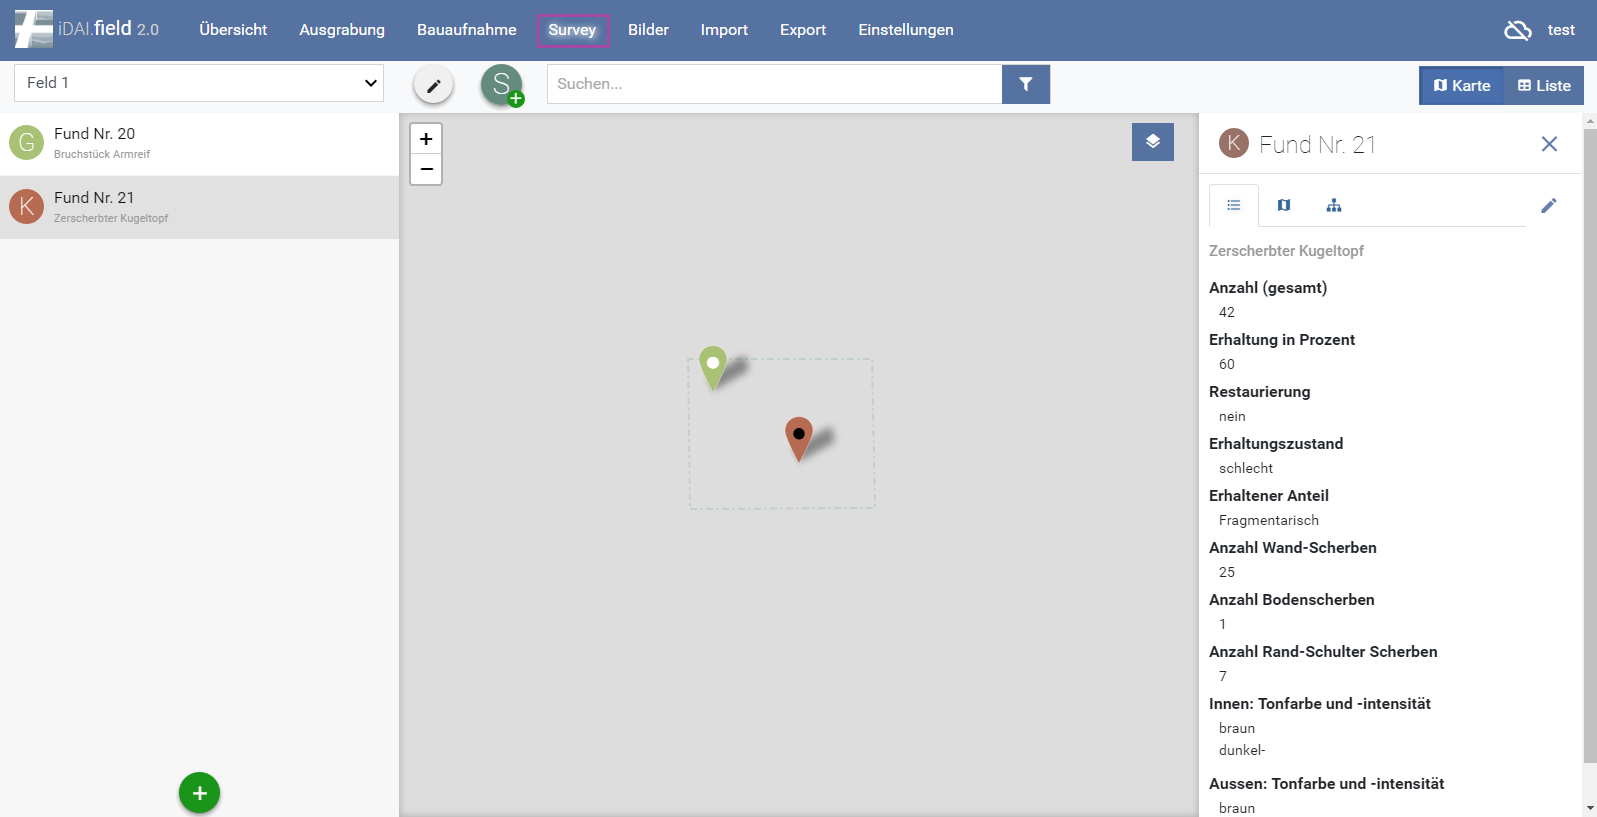 iDAI.field 2.0
Übersicht
Ausgrabung
Bauaufnahme
Survey
Bilder
Import
Export
Einstellungen
test
Feld 1
S
Suchen...
Karte
Liste
G
Fund Nr. 20
Bruchstück Armreif
K
Fund Nr. 21
Zerscherbter Kugeltopf
+
−
K
Fund Nr. 21
Zerscherbter Kugeltopf
Anzahl (gesamt)
42
Erhaltung in Prozent
60
Restaurierung
nein
Erhaltungszustand
schlecht
Erhaltener Anteil
Fragmentarisch
Anzahl Wand-Scherben
25
Anzahl Bodenscherben
1
Anzahl Rand-Schulter Scherben
7
Innen: Tonfarbe und -intensität
braun
dunkel-
Aussen: Tonfarbe und -intensität
braun